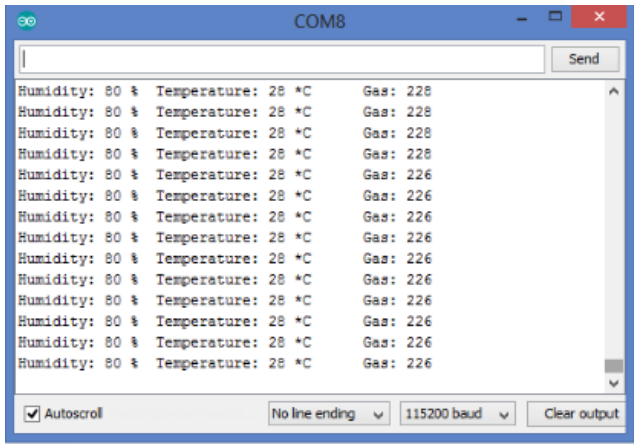 COM8
Send
Humidity: 80 % Temperature: 28 *C Gas: 228
Humidity: 80 % Temperature: 28 *C Gas: 228
Humidity: 80 % Temperature: 28 *C Gas: 228
Humidity: 80 % Temperature: 28 *C Gas: 228
Humidity: 80 % Temperature: 28 *C Gas: 226
Humidity: 80 % Temperature: 28 *C Gas: 226
Humidity: 80 % Temperature: 28 *C Gas: 226
Humidity: 80 % Temperature: 28 *C Gas: 226
Humidity: 80 % Temperature: 28 *C Gas: 226
Humidity: 80 % Temperature: 28 *C Gas: 226
Humidity: 80 % Temperature: 28 *C Gas: 226
Humidity: 80 % Temperature: 28 *C Gas: 226
Humidity: 80 % Temperature: 28 *C Gas: 226
Humidity: 80 % Temperature: 28 *C Gas: 226
Autoscroll No line ending 115200 baud Clear output